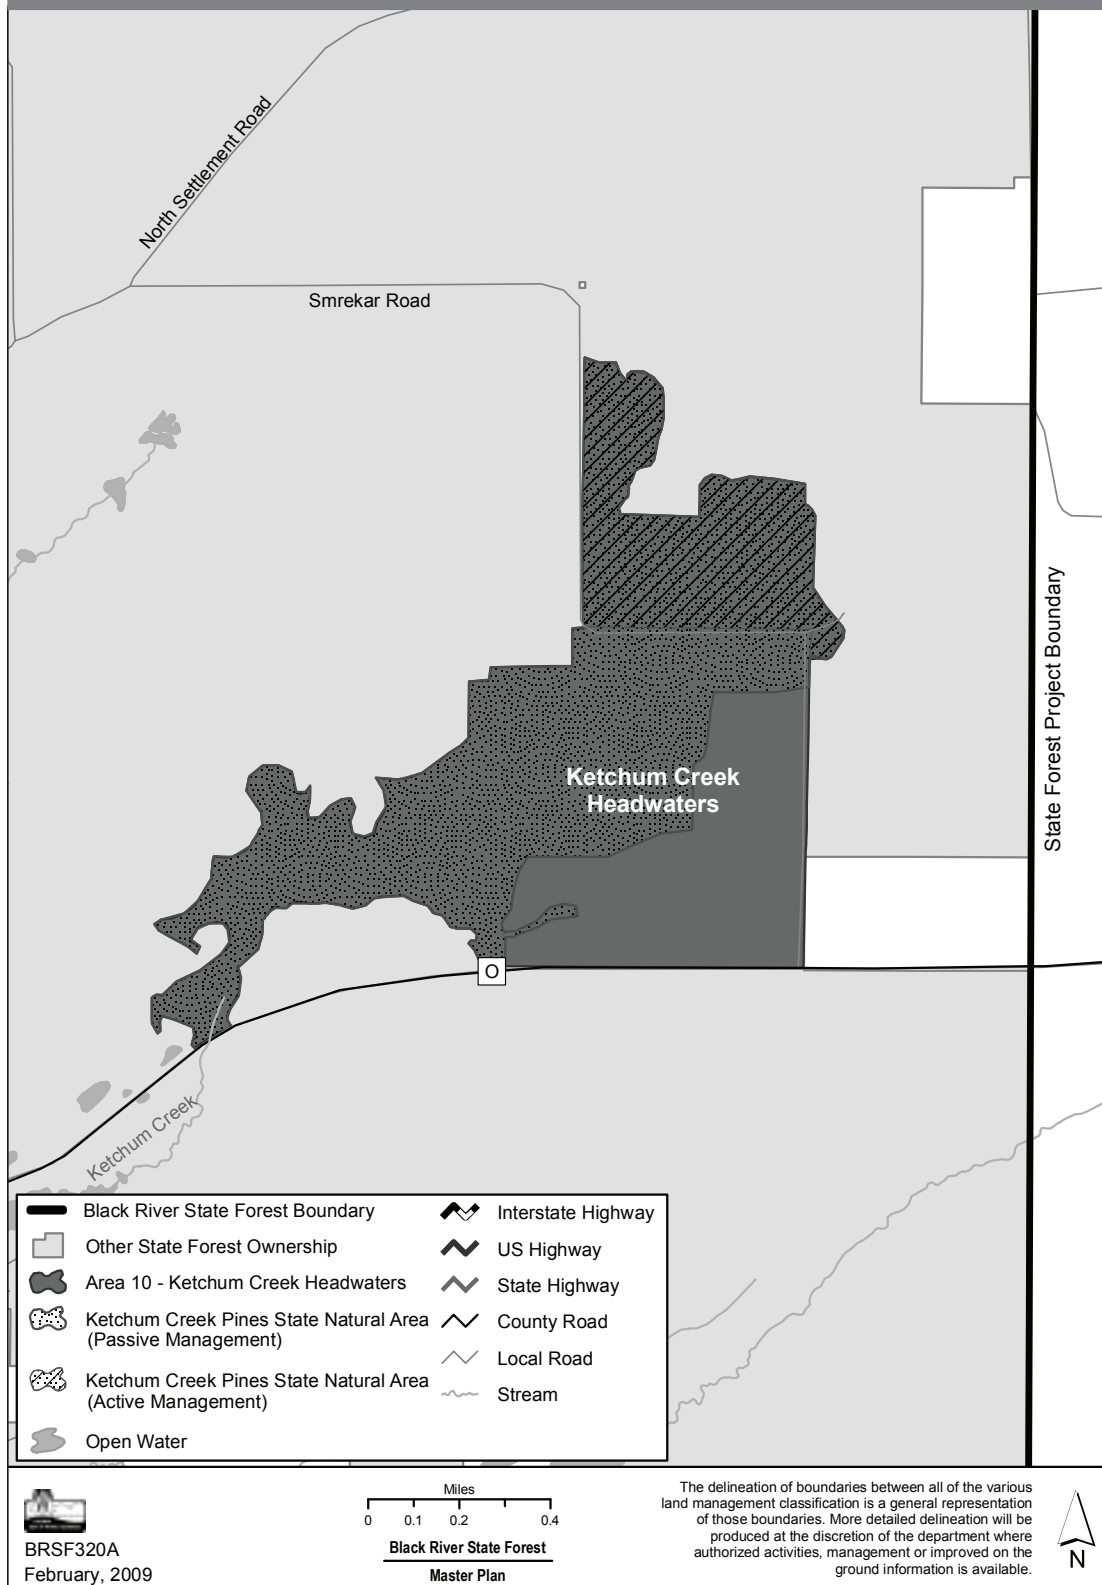 North Settlement Road
Smrekar Road
State Forest Project Boundary
Ketchum Creek
Headwaters
O
Ketchum Creek
Black River State Forest Boundary
Other State Forest Ownership
Area 10 - Ketchum Creek Headwaters
Ketchum Creek Pines State Natural Area
(Passive Management)
Ketchum Creek Pines State Natural Area
(Active Management)
Open Water
Interstate Highway
US Highway
State Highway
County Road
Local Road
Stream
BRSF320A
February, 2009
Miles
0 0.1 0.2 0.4
Black River State Forest
Master Plan
The delineation of boundaries between all of the various
land management classification is a general representation
of those boundaries. More detailed delineation will be
produced at the discretion of the department where
authorized activities, management or improved on the
ground information is available.
N